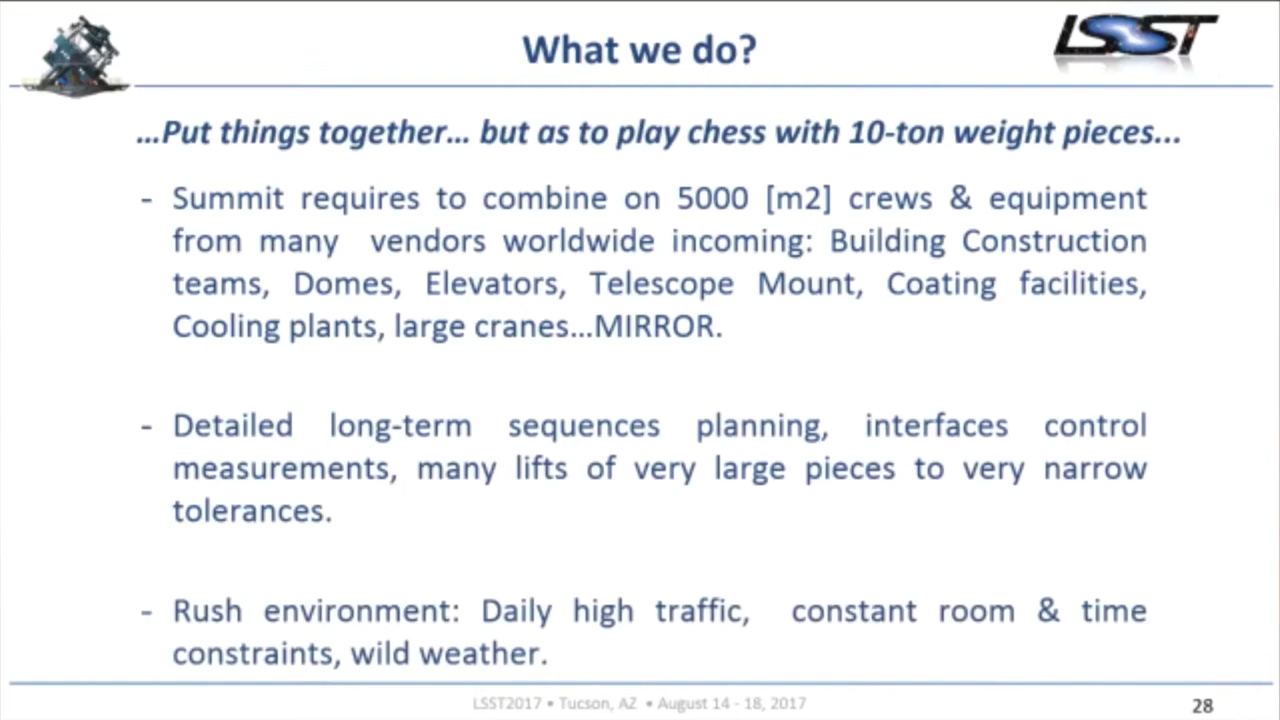 What we do?
LSST
…Put things together… but as to play chess with 10-ton weight pieces...
- Summit requires to combine on 5000 [m2] crews & equipment
from many vendors worldwide incoming: Building Construction
teams, Domes, Elevators, Telescope Mount, Coating facilities,
Cooling plants, large cranes…MIRROR.
- Detailed long-term sequences planning, interfaces control
measurements, many lifts of very large pieces to very narrow
tolerances.
- Rush environment: Daily high traffic, constant room & time
constraints, wild weather.
LSST2017 • Tucson, AZ • August 14 - 18, 2017
28